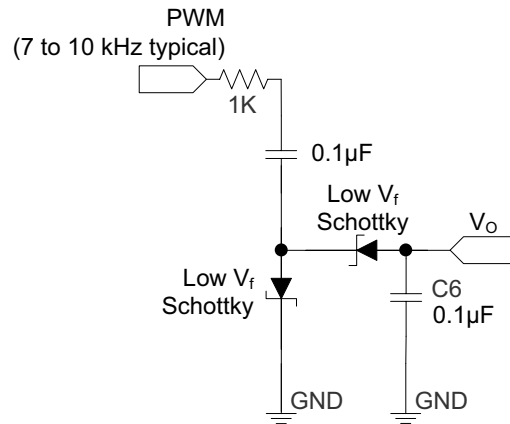 PWM
(7 to 10 kHz typical)
1K
0.1µF
Low Vf
Schottky
VO
Low Vf
Schottky
C6
0.1µF
GND
GND